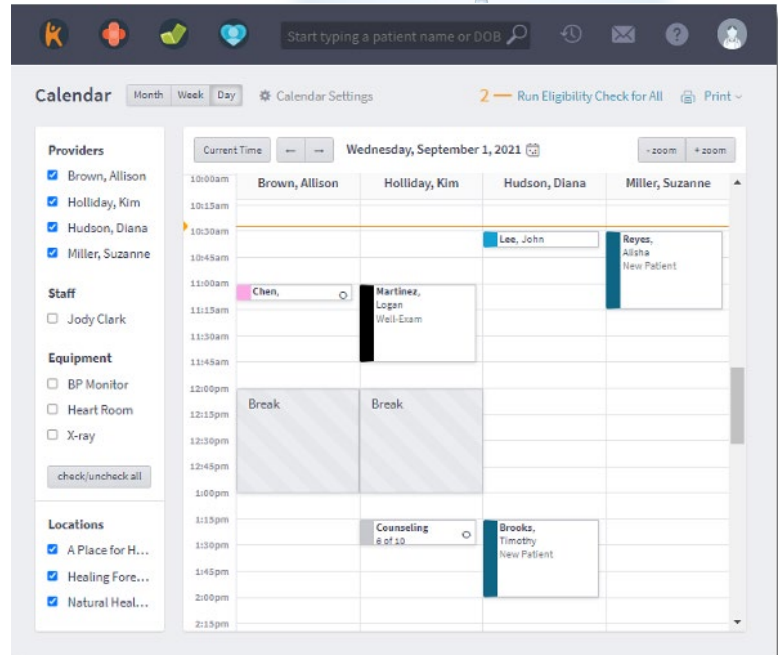 Start typing a patient name or DOB
Calendar Month Week Day Calendar Settings 2 — Run Eligibility Check for All Print
Providers
Brown, Allison
Holliday, Kim
Hudson, Diana
Miller, Suzanne
Staff
Jody Clark
Equipment
BP Monitor
Heart Room
X-ray
check/uncheck all
Locations
A Place for H...
Healing Fore...
Natural Heal...
Current Time ← → Wednesday, September 1, 2021 - zoom + zoom
Brown, Allison Holliday, Kim Hudson, Diana Miller, Suzanne
10:00am
10:15am
10:30am
Lee, John
Reyes,
Alisha
New Patient
10:45am
11:00am
Chen,
Martinez,
Logan
Well-Exam
11:15am
11:30am
11:45am
12:00pm
Break Break
12:15pm
12:30pm
12:45pm
1:00pm
1:15pm
Counseling
6 of 10
Brooks,
Timothy
New Patient
1:30pm
1:45pm
2:00pm
2:15pm